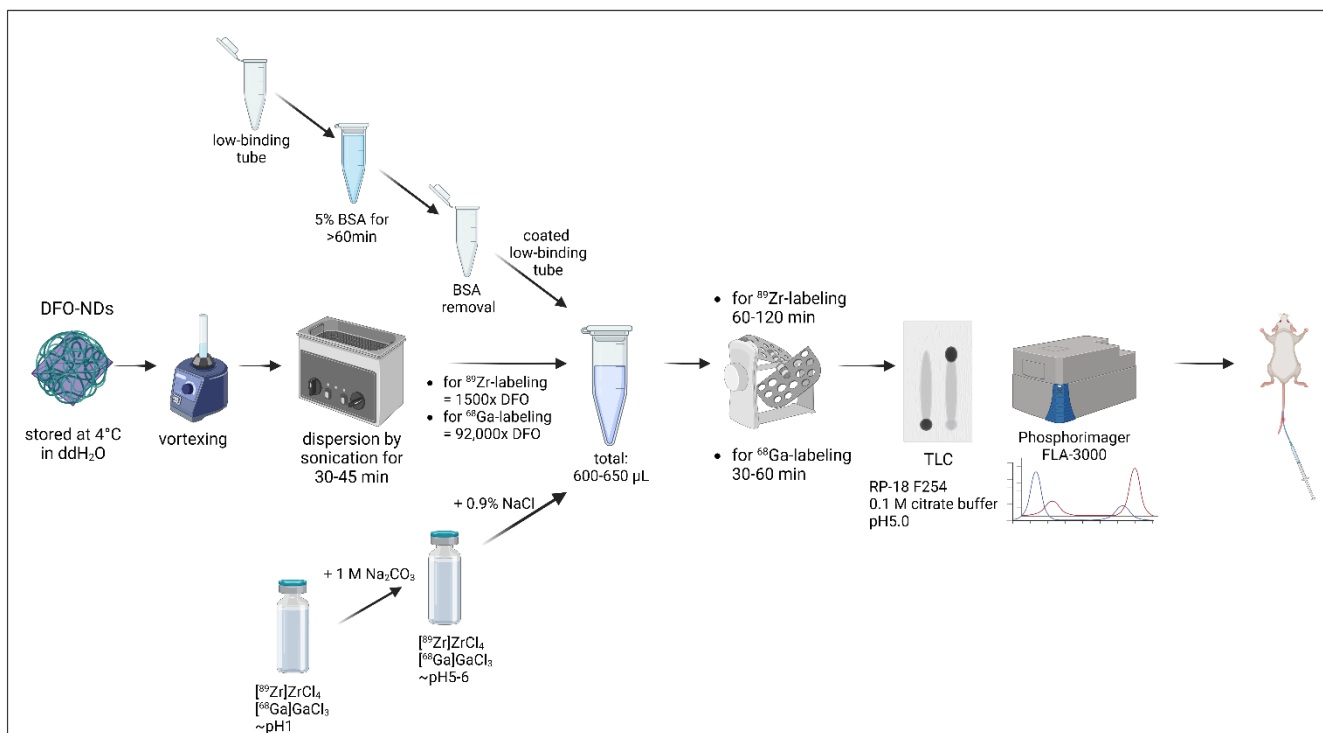 low-binding
tube
5% BSA for
>60min
BSA
removal
coated
low-binding
tube
DFO-NDs
stored at 4°C
in ddH₂O
vortexing
dispersion by
sonication for
30-45 min
• for ⁸⁹Zr-labeling
= 1500x DFO
• for ⁶⁸Ga-labeling
= 92,000x DFO
total:
600-650 µL
+ 0.9% NaCl
+ 1 M Na₂CO₃
[⁸⁹Zr]ZrCl₄
[⁶⁸Ga]GaCl₃
~pH1
[⁸⁹Zr]ZrCl₄
[⁶⁸Ga]GaCl₃
~pH5-6
• for ⁸⁹Zr-labeling
60-120 min
• for ⁶⁸Ga-labeling
30-60 min
TLC
RP-18 F254
0.1 M citrate buffer
pH5.0
Phosphorimager
FLA-3000